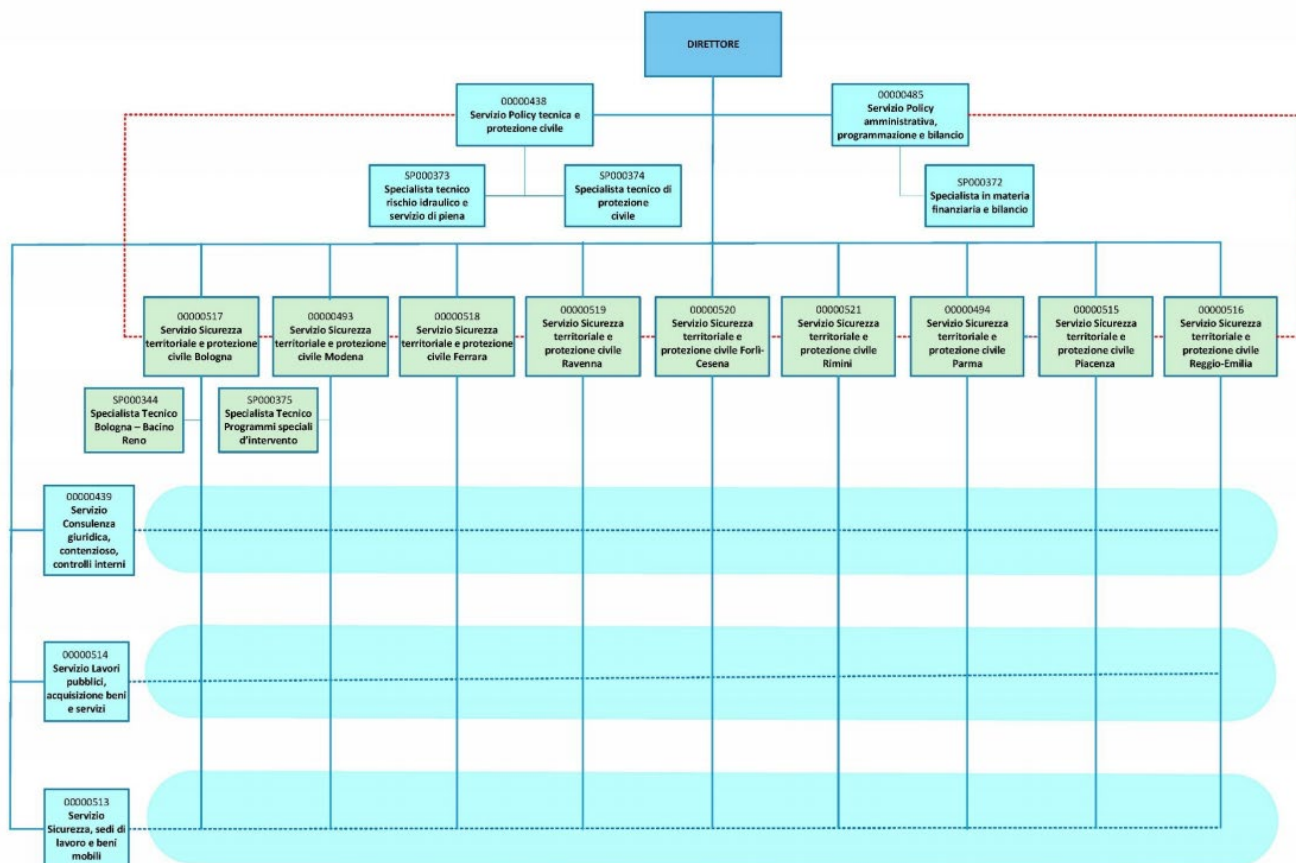 DIRETTORE
00000438
Servizio Policy tecnica e
protezione civile
00000485
Servizio Policy
amministrativa,
programmazione e bilancio
SP000373
Specialista tecnico
rischio idraulico e
servizio di piena
SP000374
Specialista tecnico di
protezione
civile
SP000372
Specialista in materia
finanziaria e bilancio
00000517
Servizio Sicurezza
territoriale e protezione
civile Bologna
00000493
Servizio Sicurezza
territoriale e protezione
civile Modena
00000518
Servizio Sicurezza
territoriale e protezione
civile Ferrara
00000519
Servizio Sicurezza
territoriale e
protezione civile
Ravenna
00000520
Servizio Sicurezza
territoriale e
protezione civile Forlì-
Cesena
00000521
Servizio Sicurezza
territoriale e
protezione civile
Rimini
00000494
Servizio Sicurezza
territoriale e
protezione civile
Parma
00000515
Servizio Sicurezza
territoriale e
protezione civile
Piacenza
00000516
Servizio Sicurezza
territoriale e
protezione civile
Reggio-Emilia
SP000344
Specialista Tecnico
Bologna – Bacino
Reno
SP000375
Specialista Tecnico
Programmi speciali
d'intervento
00000439
Servizio
Consulenza
giuridica,
contenzioso,
controlli interni
00000514
Servizio Lavori
pubblici,
acquisizione beni
e servizi
00000513
Servizio
Sicurezza, sedi di
lavoro e beni
mobili